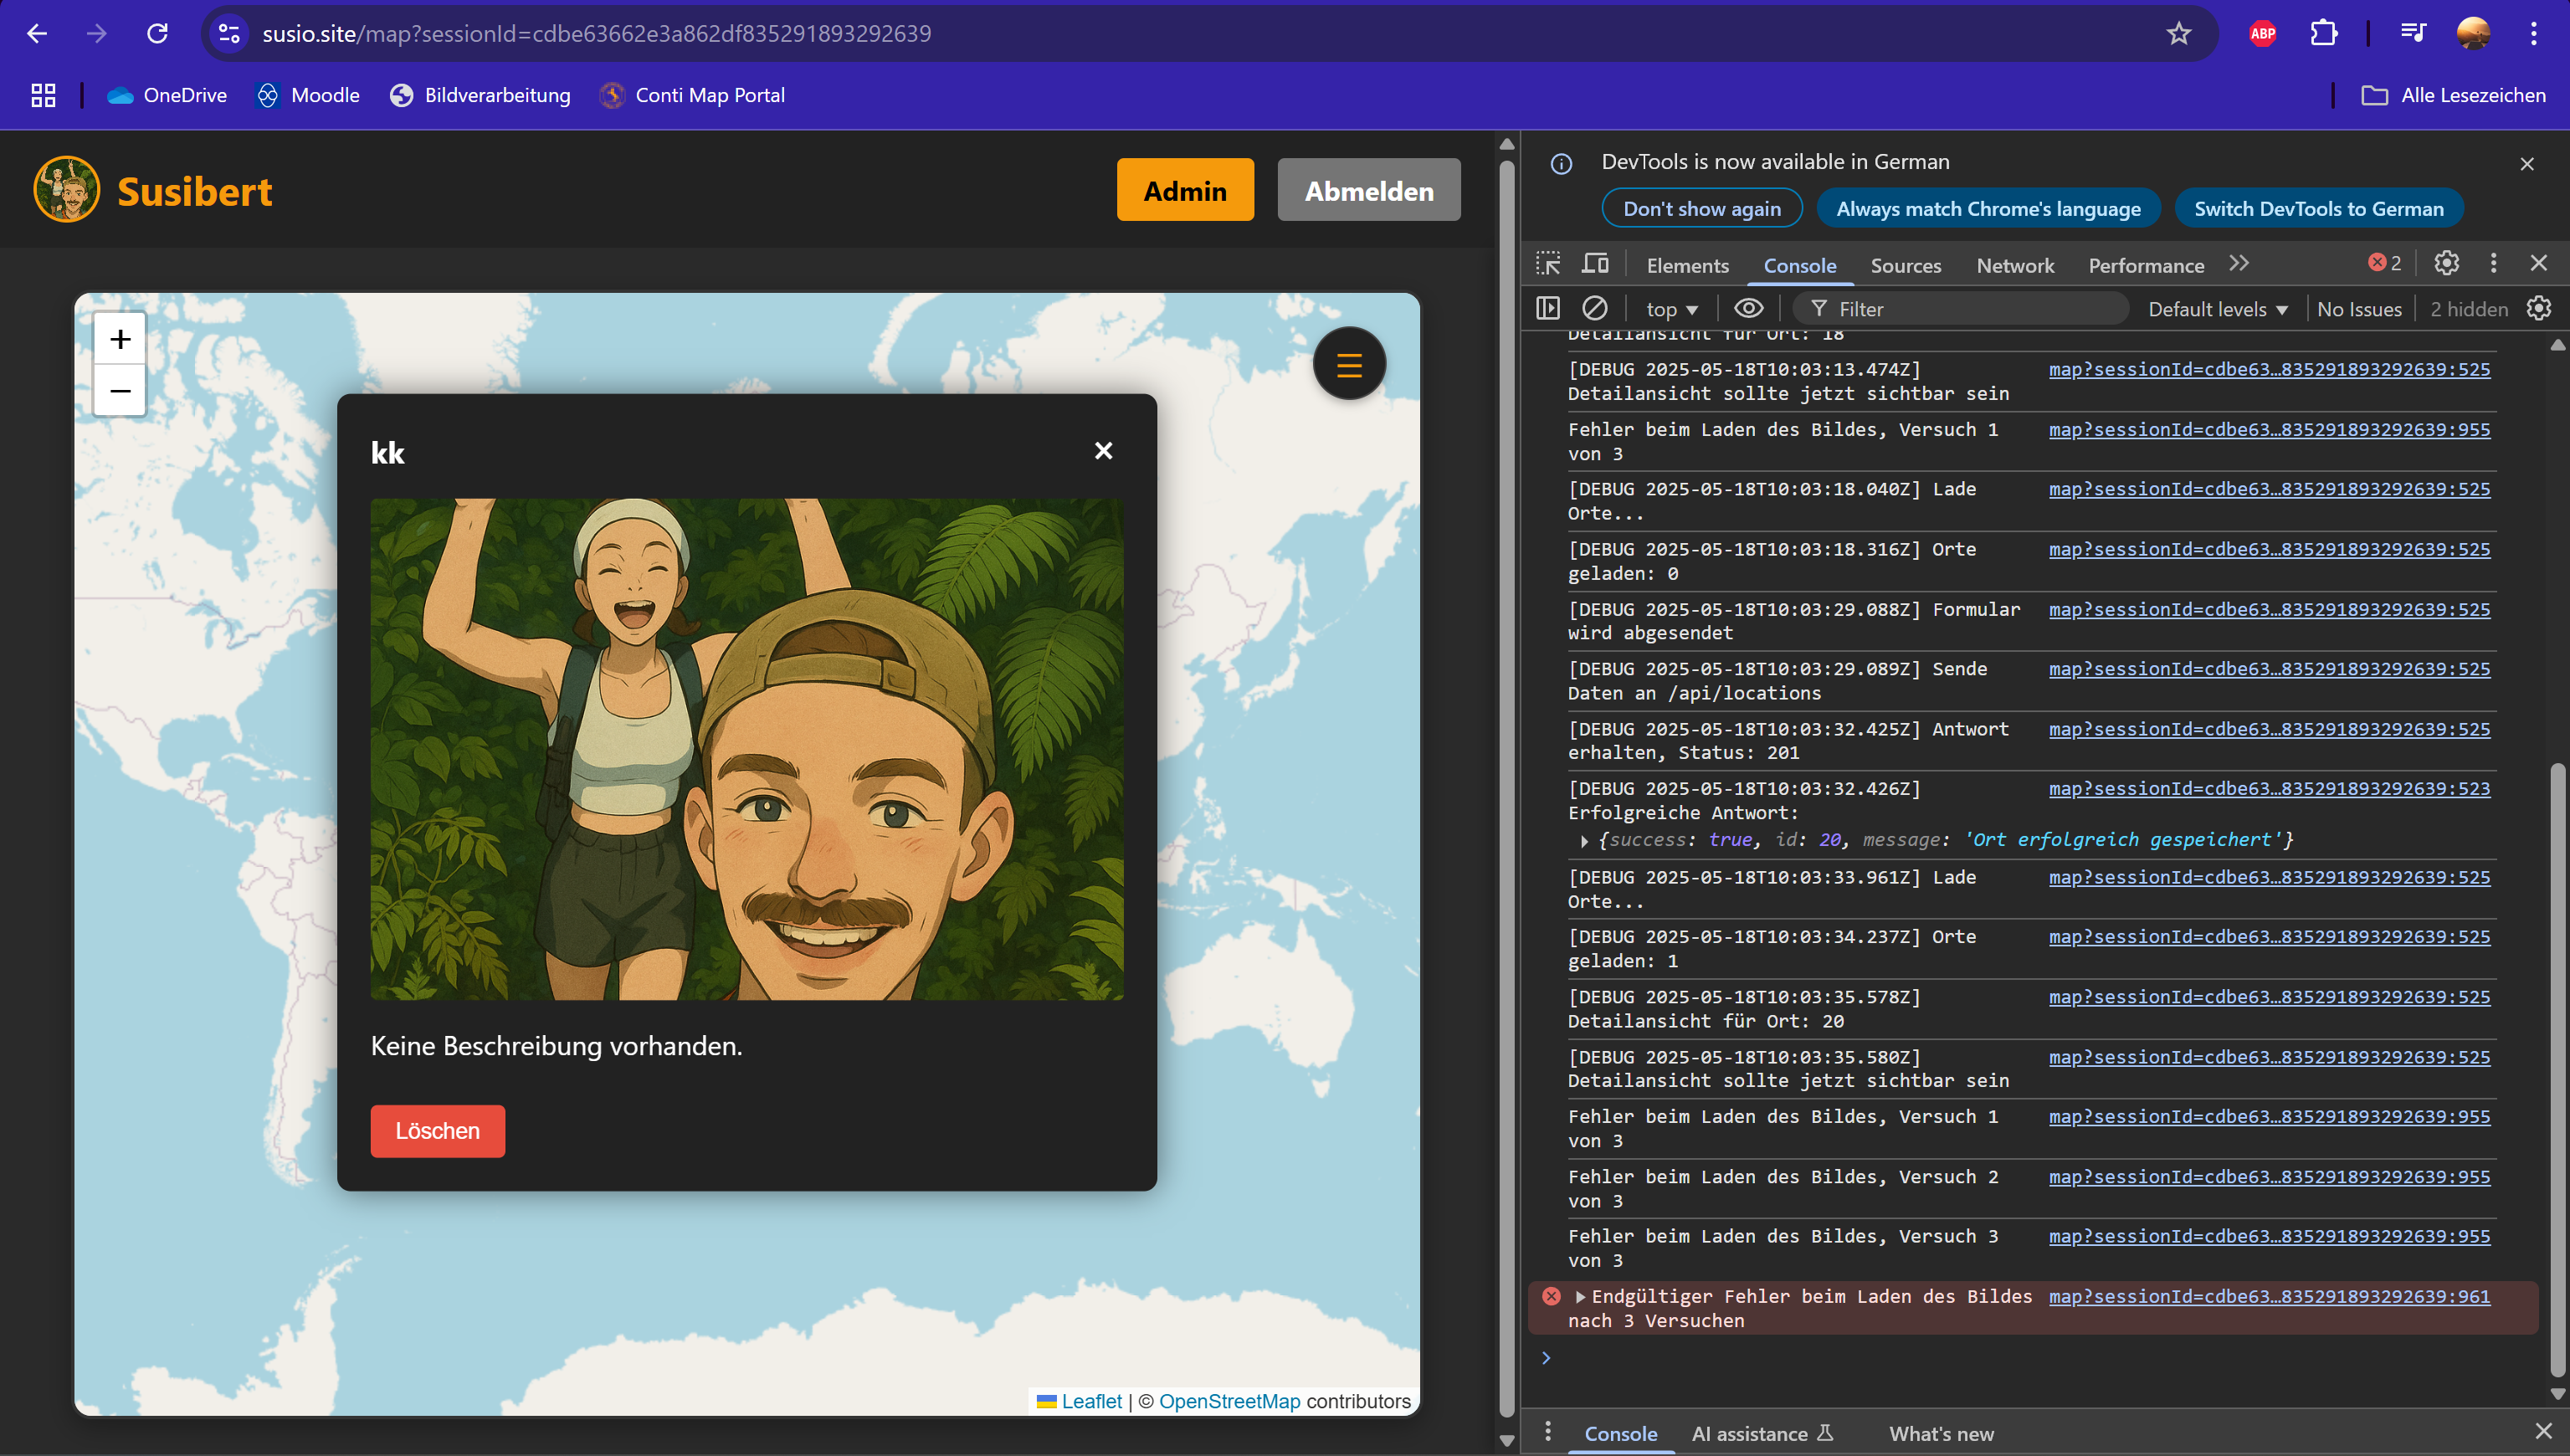 susio.site/map?sessionId=cdbe63662e3a862df835291893292639
ABP
OneDrive
Moodle
Bildverarbeitung
Conti Map Portal
Alle Lesezeichen
Susibert
Admin
Abmelden
+
−
kk
×
Keine Beschreibung vorhanden.
Löschen
Leaflet | © OpenStreetMap contributors
DevTools is now available in German
Don't show again
Always match Chrome's language
Switch DevTools to German
Elements
Console
Sources
Network
Performance
2
top
Filter
Default levels
No Issues
2 hidden
Detailansicht für Ort: 18
[DEBUG 2025-05-18T10:03:13.474Z] map?sessionId=cdbe63…835291893292639:525
Detailansicht sollte jetzt sichtbar sein
Fehler beim Laden des Bildes, Versuch 1 map?sessionId=cdbe63…835291893292639:955
von 3
[DEBUG 2025-05-18T10:03:18.040Z] Lade map?sessionId=cdbe63…835291893292639:525
Orte...
[DEBUG 2025-05-18T10:03:18.316Z] Orte map?sessionId=cdbe63…835291893292639:525
geladen: 0
[DEBUG 2025-05-18T10:03:29.088Z] Formular map?sessionId=cdbe63…835291893292639:525
wird abgesendet
[DEBUG 2025-05-18T10:03:29.089Z] Sende map?sessionId=cdbe63…835291893292639:525
Daten an /api/locations
[DEBUG 2025-05-18T10:03:32.425Z] Antwort map?sessionId=cdbe63…835291893292639:525
erhalten, Status: 201
[DEBUG 2025-05-18T10:03:32.426Z] map?sessionId=cdbe63…835291893292639:523
Erfolgreiche Antwort:
{success: true, id: 20, message: 'Ort erfolgreich gespeichert'}
[DEBUG 2025-05-18T10:03:33.961Z] Lade map?sessionId=cdbe63…835291893292639:525
Orte...
[DEBUG 2025-05-18T10:03:34.237Z] Orte map?sessionId=cdbe63…835291893292639:525
geladen: 1
[DEBUG 2025-05-18T10:03:35.578Z] map?sessionId=cdbe63…835291893292639:525
Detailansicht für Ort: 20
[DEBUG 2025-05-18T10:03:35.580Z] map?sessionId=cdbe63…835291893292639:525
Detailansicht sollte jetzt sichtbar sein
Fehler beim Laden des Bildes, Versuch 1 map?sessionId=cdbe63…835291893292639:955
von 3
Fehler beim Laden des Bildes, Versuch 2 map?sessionId=cdbe63…835291893292639:955
von 3
Fehler beim Laden des Bildes, Versuch 3 map?sessionId=cdbe63…835291893292639:955
von 3
Endgültiger Fehler beim Laden des Bildes map?sessionId=cdbe63…835291893292639:961
nach 3 Versuchen
Console
AI assistance
What's new